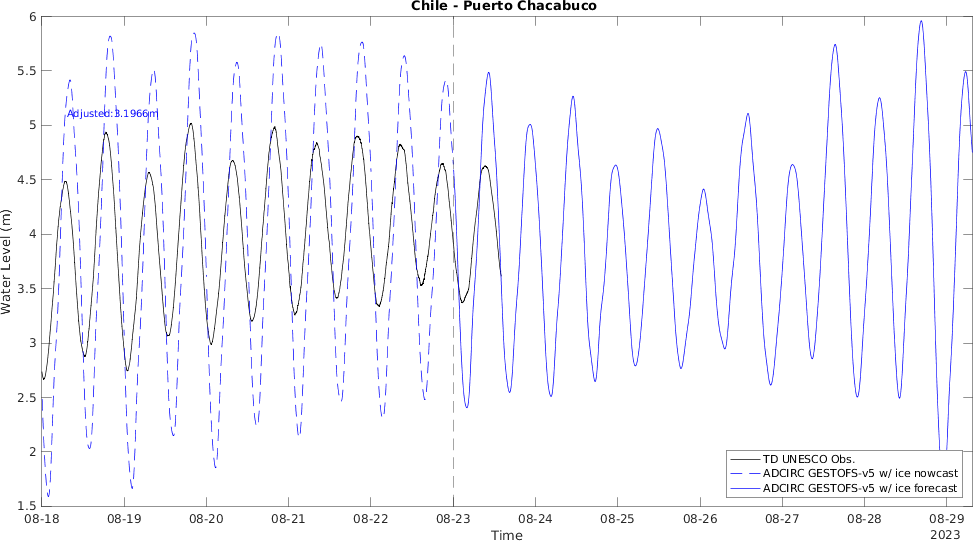 Chile - Puerto Chacabuco
6
5.5
5
4.5
4
3.5
3
2.5
2
1.5
Water Level (m)
Adjusted:3.1966m
TD UNESCO Obs.
ADCIRC GESTOFS-v5 w/ ice nowcast
ADCIRC GESTOFS-v5 w/ ice forecast
08-18 08-19 08-20 08-21 08-22 08-23 08-24 08-25 08-26 08-27 08-28 08-29
2023
Time